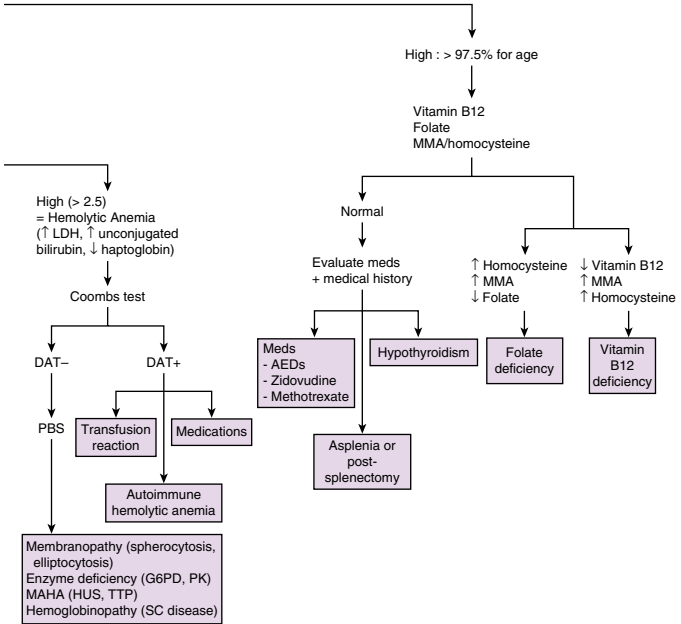 High : > 97.5% for age
Vitamin B12
Folate
MMA/homocysteine
High (> 2.5)
= Hemolytic Anemia
(↑ LDH, ↑ unconjugated
bilirubin, ↓ haptoglobin)
Coombs test
DAT–
DAT+
PBS
Transfusion
reaction
Medications
Autoimmune
hemolytic anemia
Membranopathy (spherocytosis,
elliptocytosis)
Enzyme deficiency (G6PD, PK)
MAHA (HUS, TTP)
Hemoglobinopathy (SC disease)
Normal
Evaluate meds
+ medical history
Meds
- AEDs
- Zidovudine
- Methotrexate
Hypothyroidism
Asplenia or
post-
splenectomy
↑ Homocysteine
↑ MMA
↓ Folate
Folate
deficiency
↓ Vitamin B12
↑ MMA
↑ Homocysteine
Vitamin
B12
deficiency